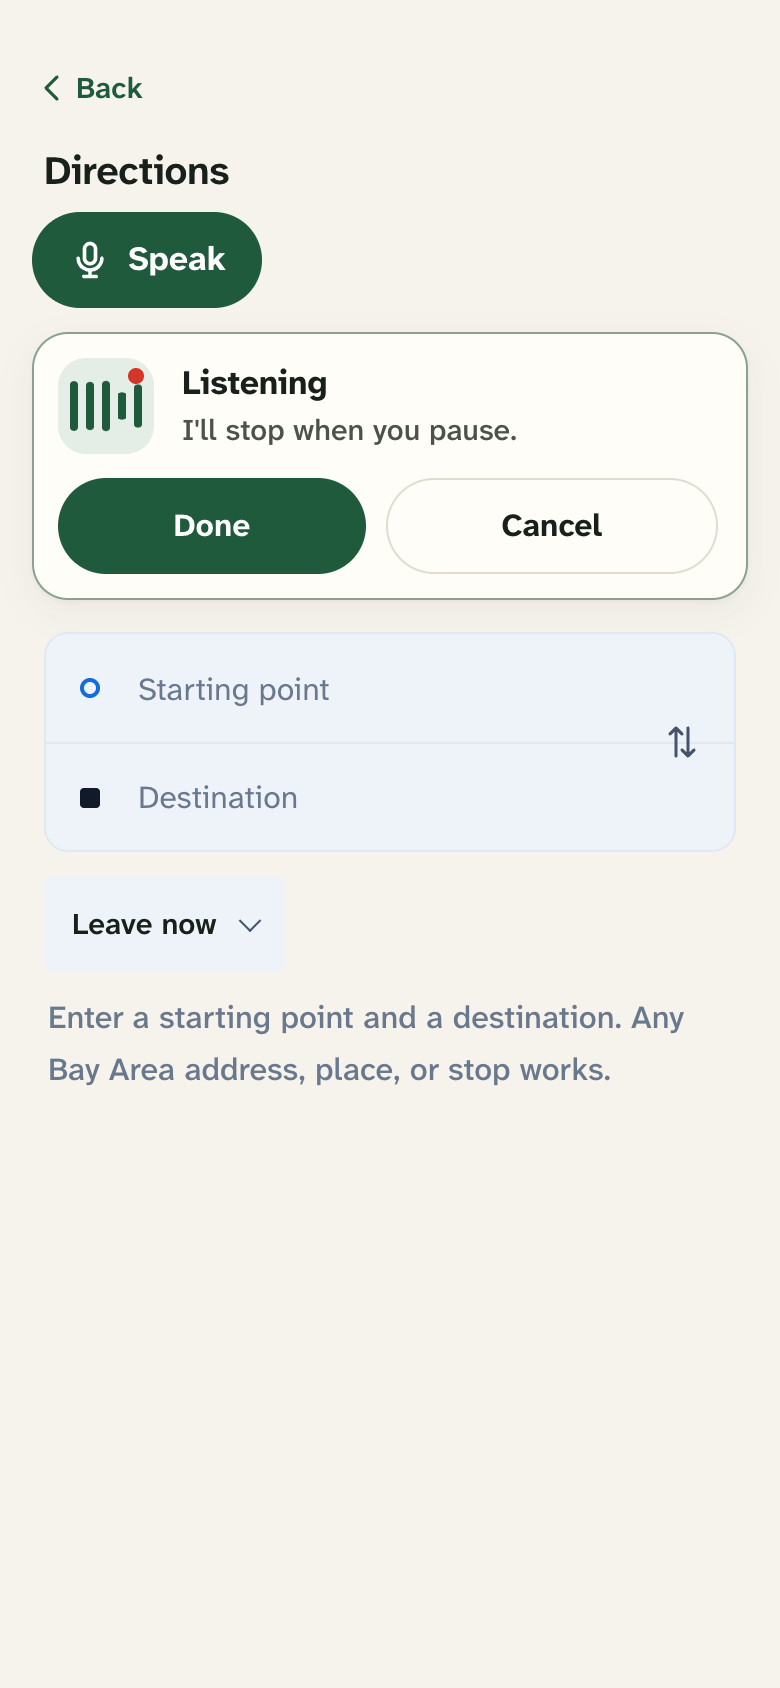 Back
Directions
Speak
Listening
I'll stop when you pause.
Done
Cancel
Starting point
Destination
Leave now
Enter a starting point and a destination. Any
Bay Area address, place, or stop works.